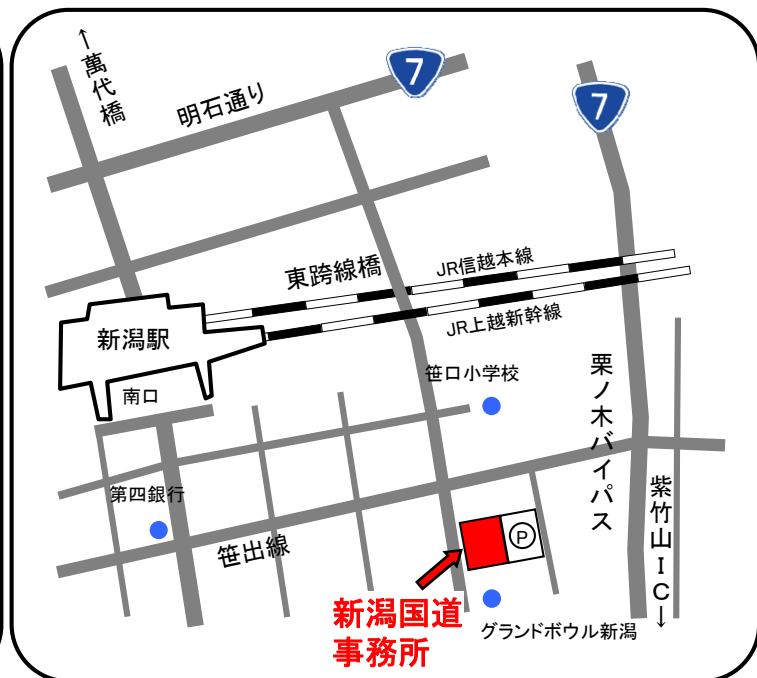 ↑萬代橋
明石通り
7
7
東跨線橋
JR信越本線
JR上越新幹線
新潟駅
南口
笹口小学校
栗ノ木バイパス
第四銀行
笹出線
紫竹山IC↓
P
新潟国道
事務所
グランドボウル新潟